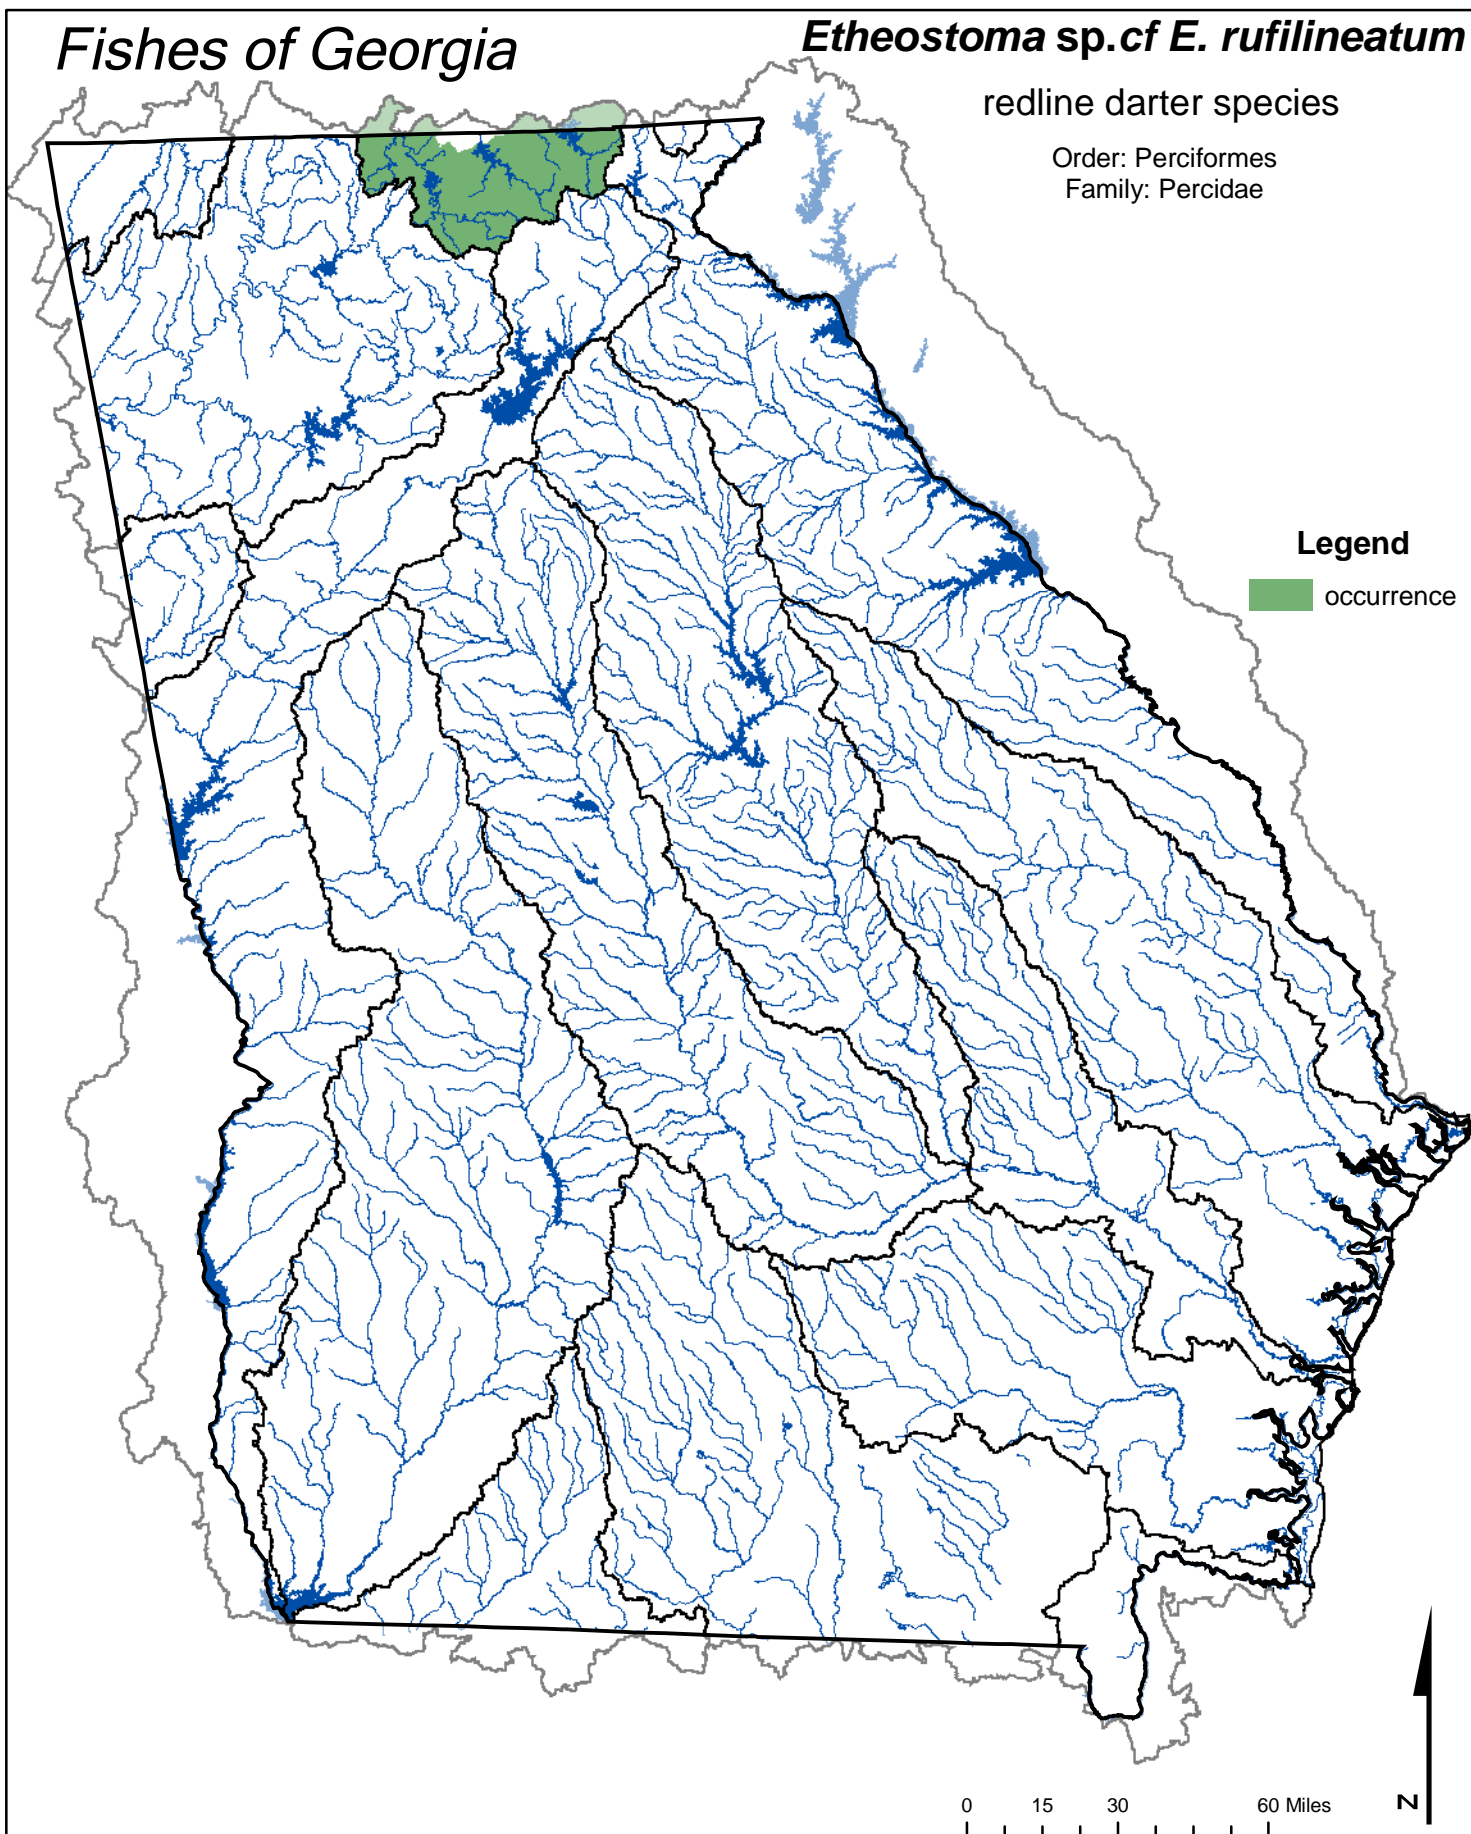 Fishes of Georgia
Etheostoma sp.cf E. rufilineatum
redline darter species
Order: Perciformes
Family: Percidae
Legend
occurrence
0 15 30 60 Miles
N